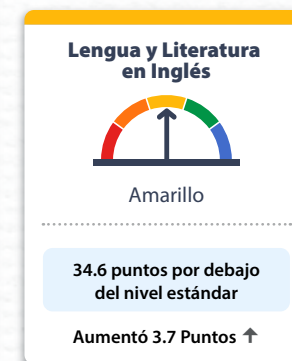 Lengua y Literatura
en Inglés
Amarillo
34.6 puntos por debajo
del nivel estándar
Aumentó 3.7 Puntos ↑